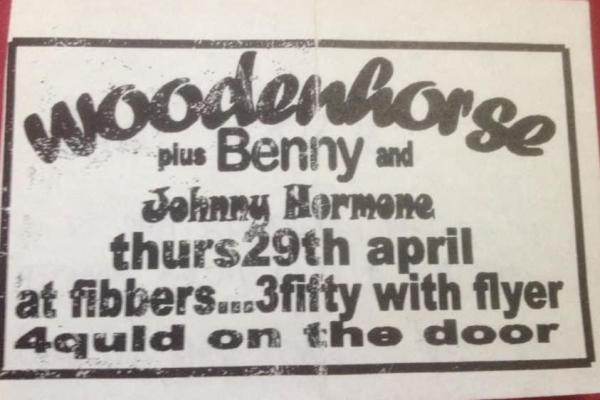 woodenhorse
plus Benny and
Johnny Hormone
thurs29th april
at fibbers...3fifty with flyer
4quid on the door